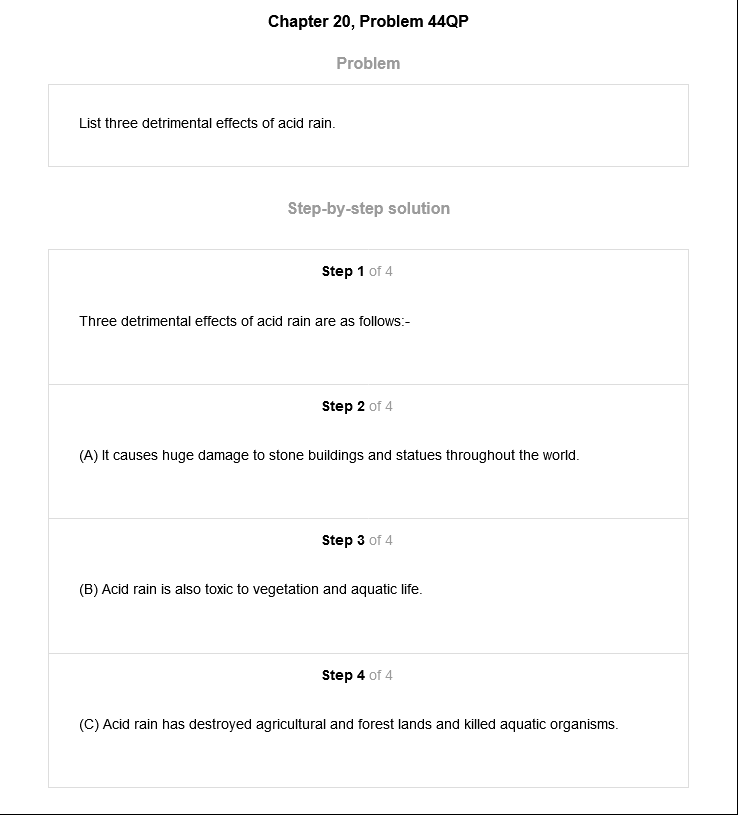 Chapter 20, Problem 44QP
Problem
List three detrimental effects of acid rain.
Step-by-step solution
Step 1 of 4
Three detrimental effects of acid rain are as follows:-
Step 2 of 4
(A) It causes huge damage to stone buildings and statues throughout the world.
Step 3 of 4
(B) Acid rain is also toxic to vegetation and aquatic life.
Step 4 of 4
(C) Acid rain has destroyed agricultural and forest lands and killed aquatic organisms.